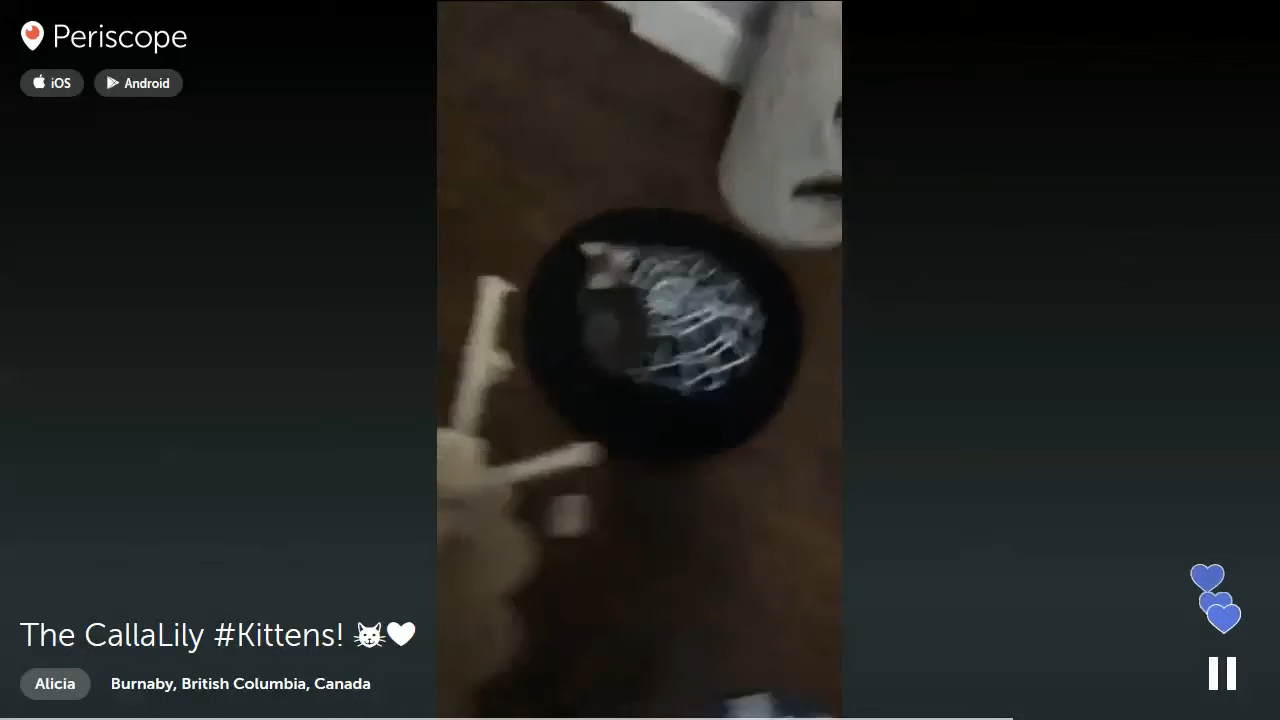 Periscope
iOS
Android
The CallaLily #Kittens! 🐱🤍
Alicia
Burnaby, British Columbia, Canada